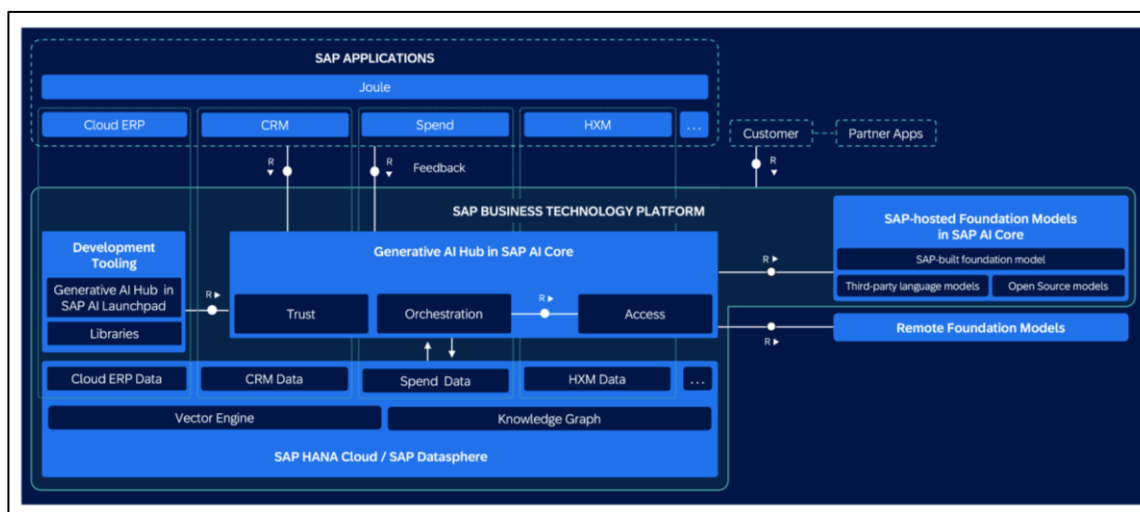 SAP APPLICATIONS
Joule
Cloud ERP
CRM
Spend
HXM
...
Customer
Partner Apps
R
R
Feedback
R
SAP BUSINESS TECHNOLOGY PLATFORM
Development
Tooling
Generative AI Hub in
SAP AI Launchpad
Libraries
R
Generative AI Hub in SAP AI Core
Trust
Orchestration
R
Access
R
SAP-hosted Foundation Models
in SAP AI Core
SAP-built foundation model
Third-party language models
Open Source models
R
Remote Foundation Models
Cloud ERP Data
CRM Data
Spend Data
HXM Data
...
Vector Engine
Knowledge Graph
SAP HANA Cloud / SAP Datasphere